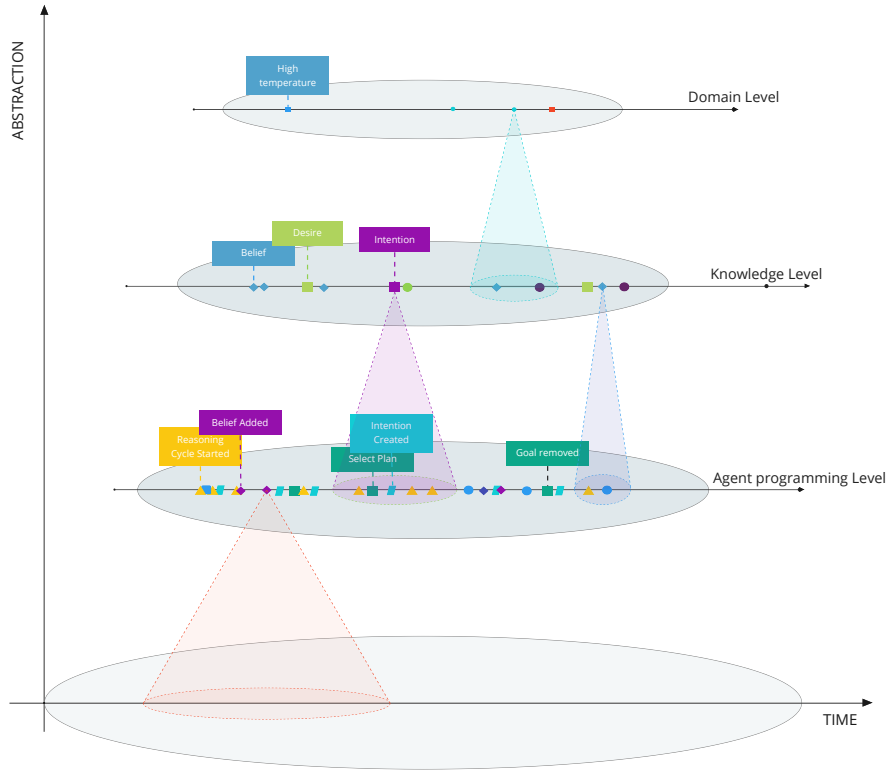 ABSTRACTION
High
temperature
Domain Level
Desire
Belief
Intention
Knowledge Level
Belief Added
Reasoning
Cycle Started
Intention
Created
Select Plan
Goal removed
Agent programming Level
TIME